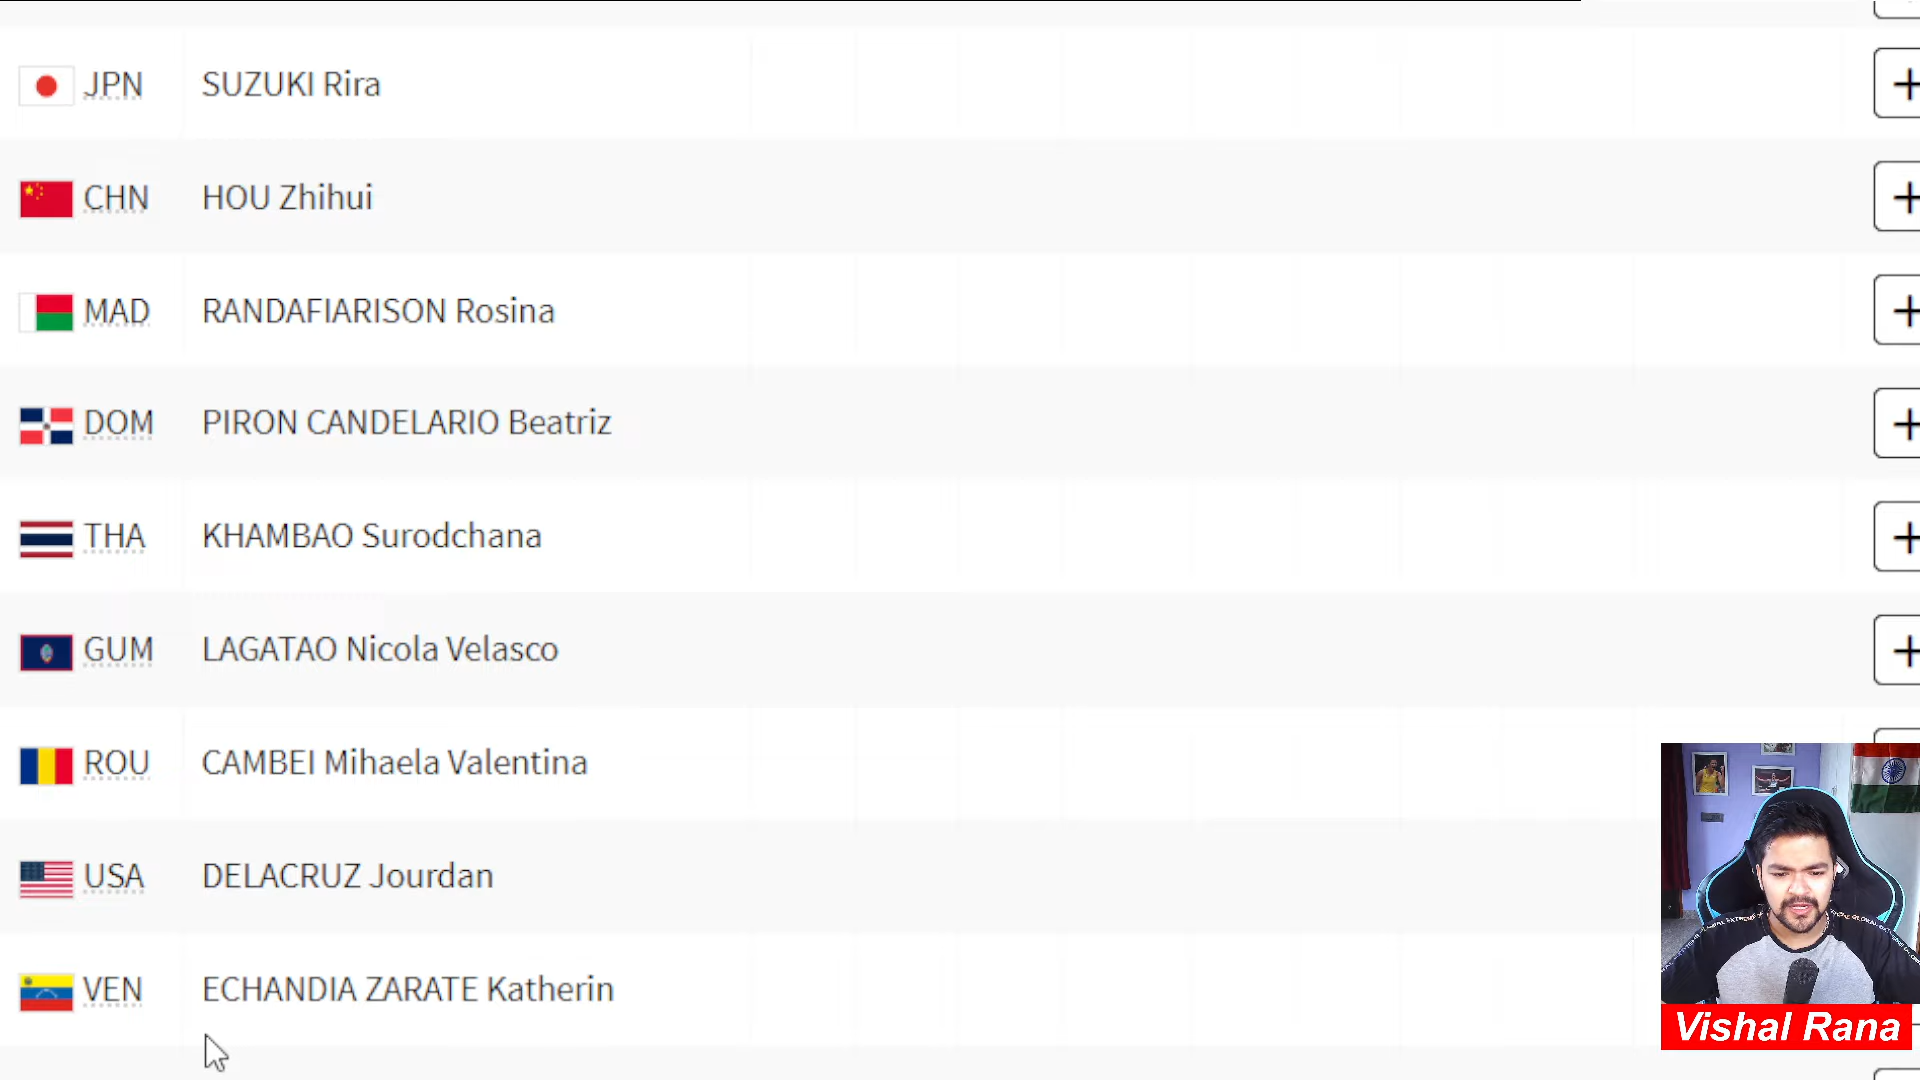 JPN SUZUKI Rira
CHN HOU Zhihui
MAD RANDAFIARISON Rosina
DOM PIRON CANDELARIO Beatriz
THA KHAMBAO Surodchana
GUM LAGATAO Nicola Velasco
ROU CAMBEI Mihaela Valentina
USA DELACRUZ Jourdan
VEN ECHANDIA ZARATE Katherin
Vishal Rana